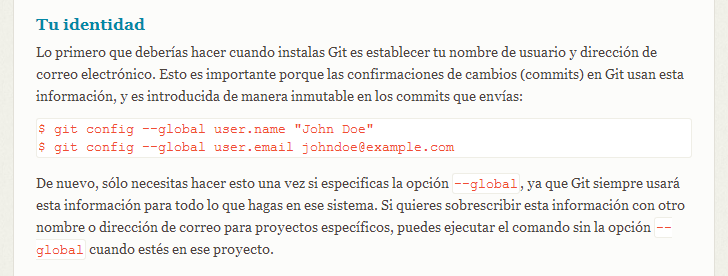 Tu identidad
Lo primero que deberías hacer cuando instalas Git es establecer tu nombre de usuario y dirección de
correo electrónico. Esto es importante porque las confirmaciones de cambios (commits) en Git usan esta
información, y es introducida de manera inmutable en los commits que envías:
$ git config --global user.name "John Doe"
$ git config --global user.email johndoe@example.com
De nuevo, sólo necesitas hacer esto una vez si especificas la opción --global, ya que Git siempre usará
esta información para todo lo que hagas en ese sistema. Si quieres sobrescribir esta información con otro
nombre o dirección de correo para proyectos específicos, puedes ejecutar el comando sin la opción --
global cuando estés en ese proyecto.